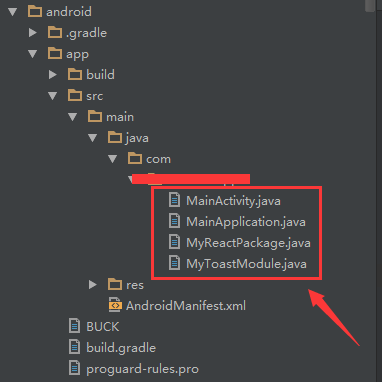 android
.gradle
app
build
src
main
java
com
MainActivity.java
MainApplication.java
MyReactPackage.java
MyToastModule.java
res
AndroidManifest.xml
BUCK
build.gradle
proguard-rules.pro